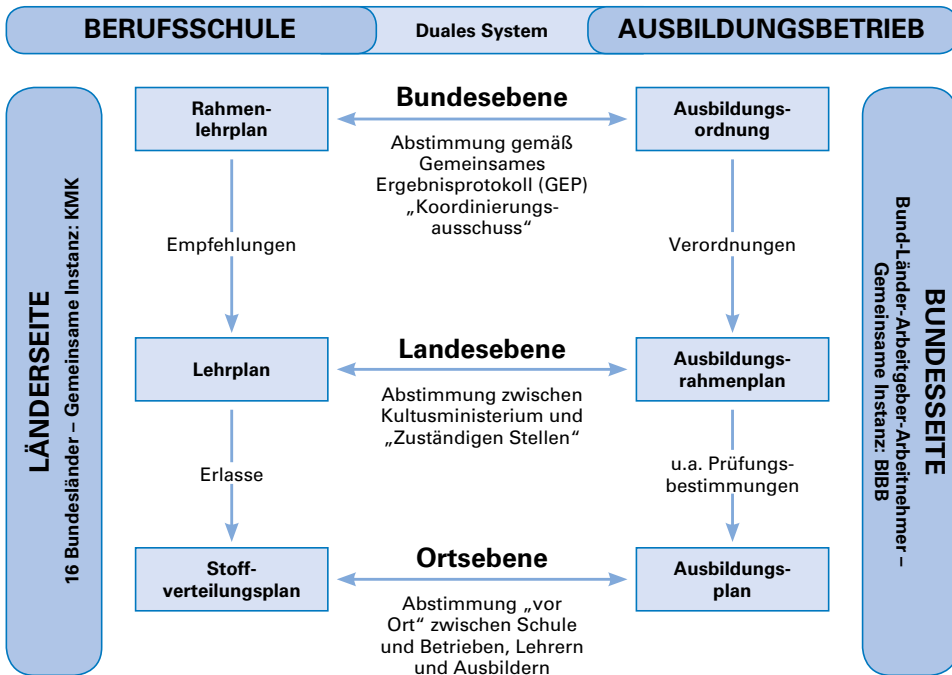 BERUFSSCHULE
Duales System
AUSBILDUNGSBETRIEB
LÄNDERSEITE
16 Bundesländer – Gemeinsame Instanz: KMK
Rahmen-
lehrplan
Bundesebene
Abstimmung gemäß
Gemeinsames
Ergebnisprotokoll (GEP)
„Koordinierungs-
ausschuss“
Ausbildungs-
ordnung
Empfehlungen
Verordnungen
Lehrplan
Landesebene
Abstimmung zwischen
Kultusministerium und
„Zuständigen Stellen“
Ausbildungs-
rahmenplan
Erlasse
u.a. Prüfungs-
bestimmungen
Stoff-
verteilungsplan
Ortsebene
Abstimmung „vor
Ort“ zwischen Schule
und Betrieben, Lehrern
und Ausbildern
Ausbildungs-
plan
BUNDESSEITE
Bund-Länder-Arbeitgeber-Arbeitnehmer –
Gemeinsame Instanz: BIBB